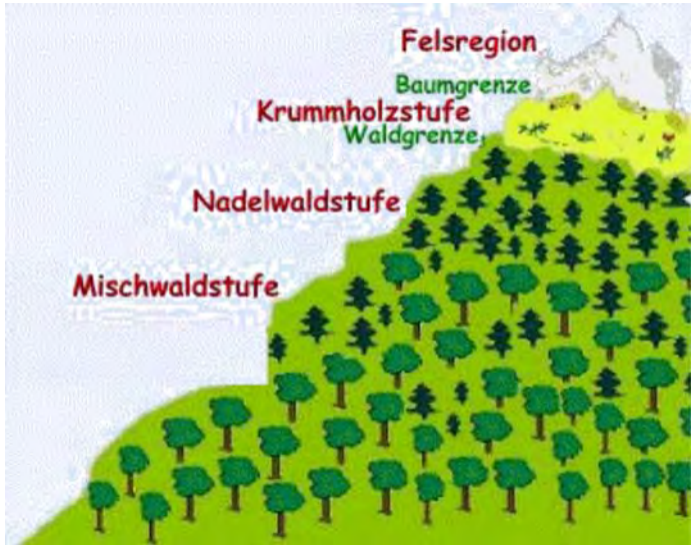 Felsregion
Baumgrenze
Krummholzstufe
Waldgrenze
Nadelwaldstufe
Mischwaldstufe